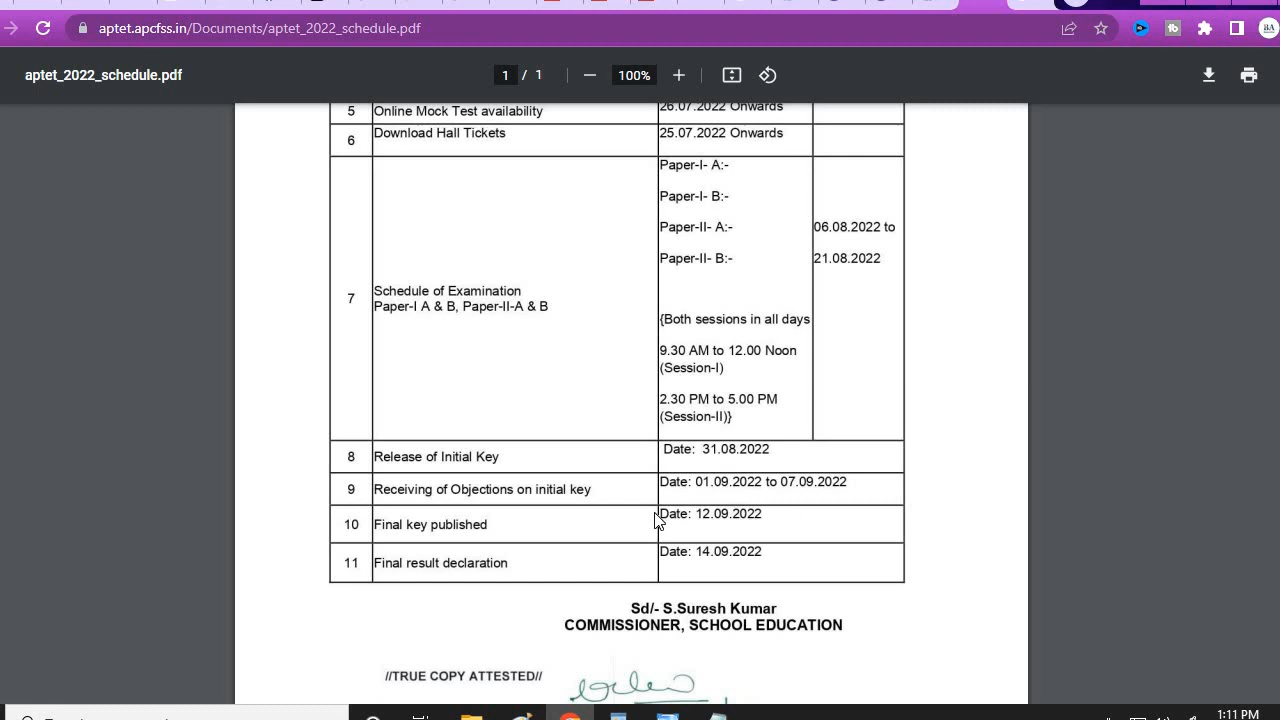 aptet.apcfss.in/Documents/aptet_2022_schedule.pdf
aptet_2022_schedule.pdf
1 / 1
100%
5 Online Mock Test availability 26.07.2022 Onwards
6 Download Hall Tickets 25.07.2022 Onwards
7 Schedule of Examination
Paper-I A & B, Paper-II-A & B
Paper-I- A:-
Paper-I- B:-
Paper-II- A:-
Paper-II- B:-
{Both sessions in all days
9.30 AM to 12.00 Noon
(Session-I)
2.30 PM to 5.00 PM
(Session-II)}
06.08.2022 to
21.08.2022
8 Release of Initial Key Date: 31.08.2022
9 Receiving of Objections on initial key Date: 01.09.2022 to 07.09.2022
10 Final key published Date: 12.09.2022
11 Final result declaration Date: 14.09.2022
Sd/- S.Suresh Kumar
COMMISSIONER, SCHOOL EDUCATION
//TRUE COPY ATTESTED//
1:11 PM